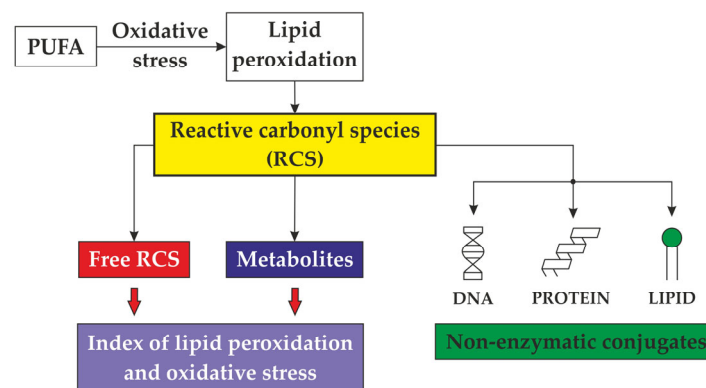 PUFA
Oxidative
stress
Lipid
peroxidation
Reactive carbonyl species
(RCS)
Free RCS
Metabolites
DNA
PROTEIN
LIPID
Index of lipid peroxidation
and oxidative stress
Non-enzymatic conjugates